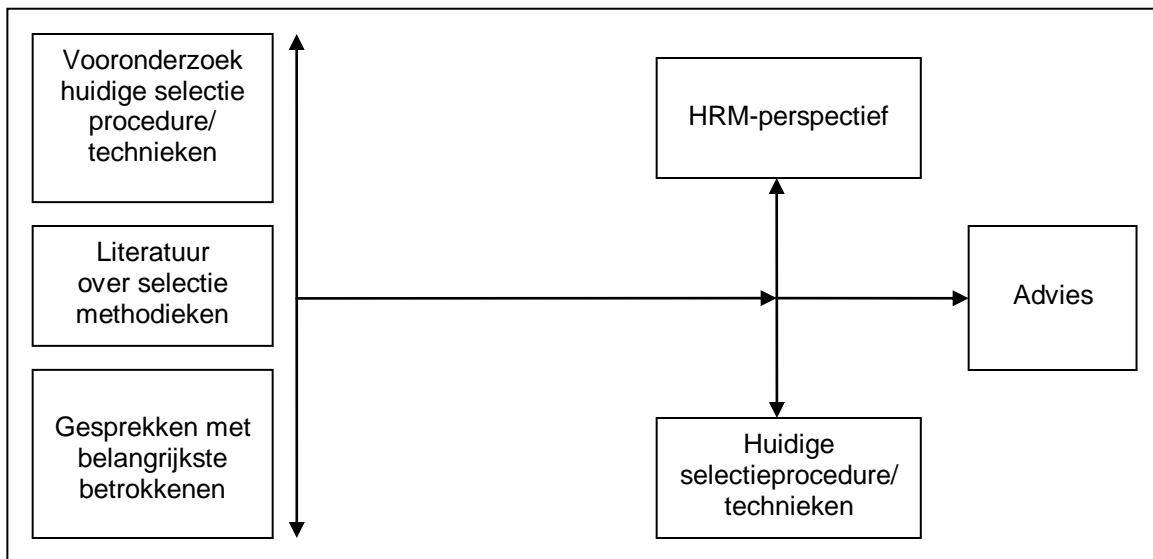 Vooronderzoek
huidige selectie
procedure/
technieken
Literatuur
over selectie
methodieken
Gesprekken met
belangrijkste
betrokkenen
HRM-perspectief
Huidige
selectieprocedure/
technieken
Advies